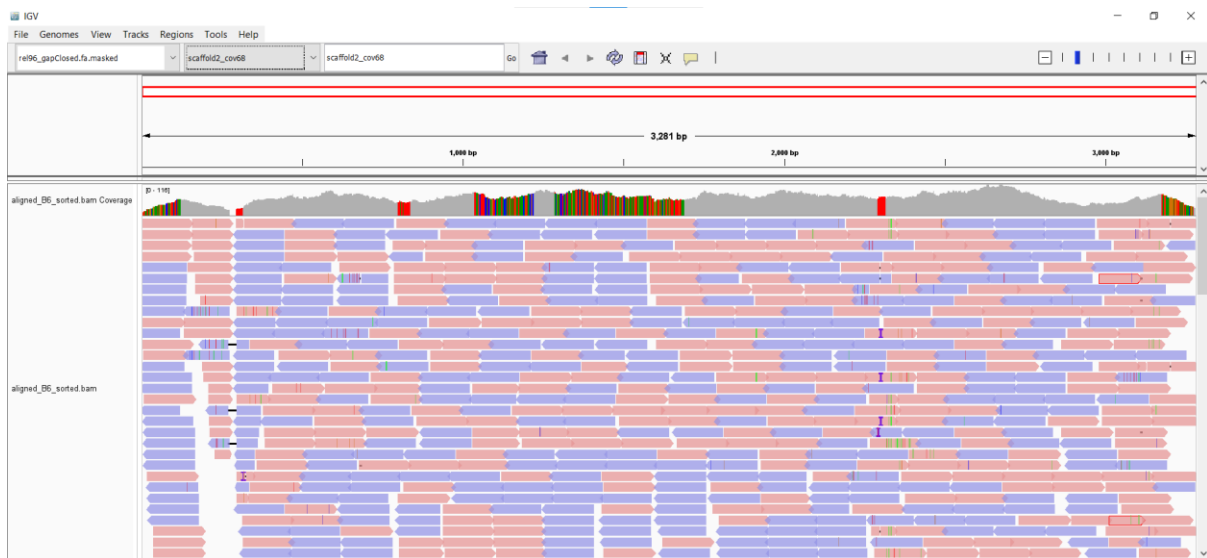 IGV
File Genomes View Tracks Regions Tools Help
rel96_gapClosed.fa.masked scaffold2_cov68 scaffold2_cov68 Go
3,281 bp
1,000 bp 2,000 bp 3,000 bp
[0 - 116]
aligned_B6_sorted.bam Coverage
aligned_B6_sorted.bam